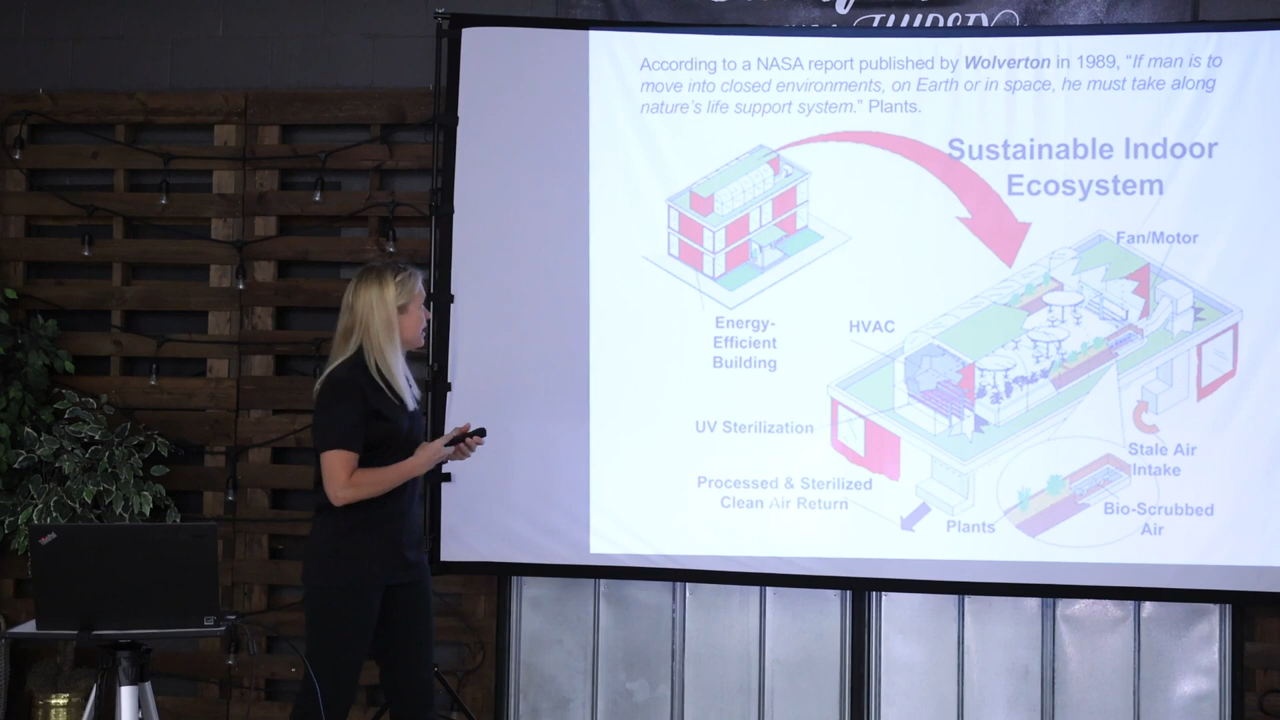 THIRSTY
According to a NASA report published by Wolverton in 1989, "If man is to
move into closed environments, on Earth or in space, he must take along
nature's life support system." Plants.
Sustainable Indoor
Ecosystem
Fan/Motor
Energy-
Efficient
Building
HVAC
UV Sterilization
Stale Air
Intake
Processed & Sterilized
Clean Air Return
Plants
Bio-Scrubbed
Air
ThinkPad